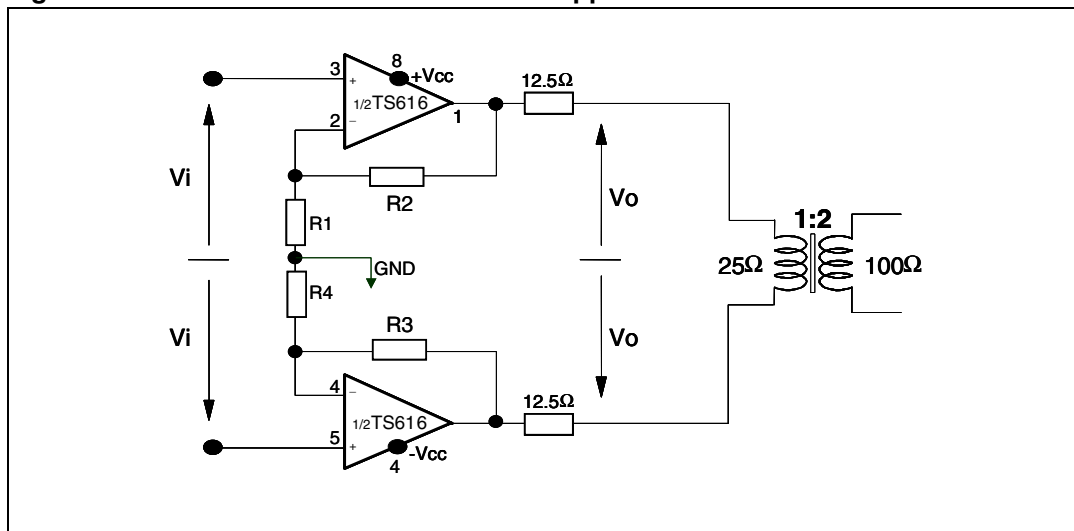 8
3
+
+Vcc
12.5Ω
1/2TS616
1
2
–
Vi
R2
Vo
R1
1:2
GND
25Ω
100Ω
R4
R3
Vi
Vo
4
–
12.5Ω
1/2TS616
5
+
-Vcc
4